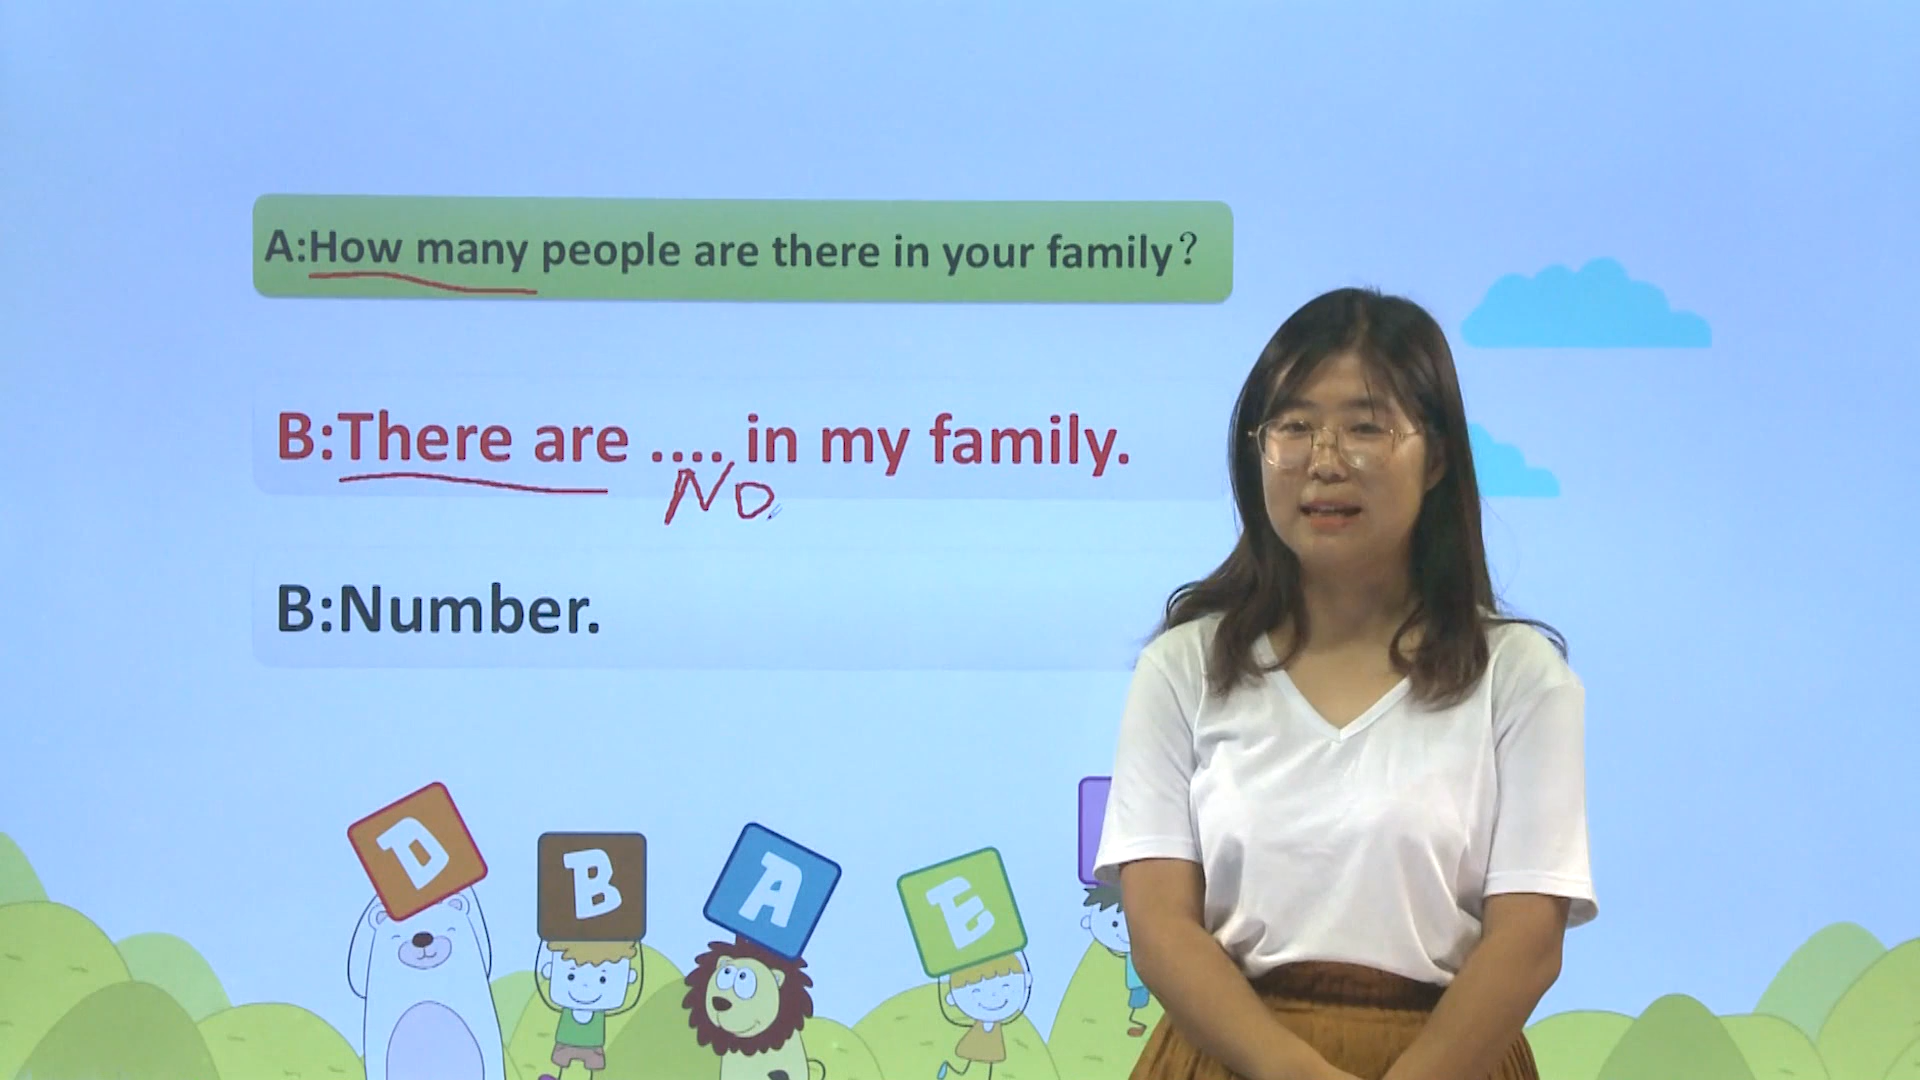 A:How many people are there in your family?
B:There are .... in my family.
No.
B:Number.
D B A E